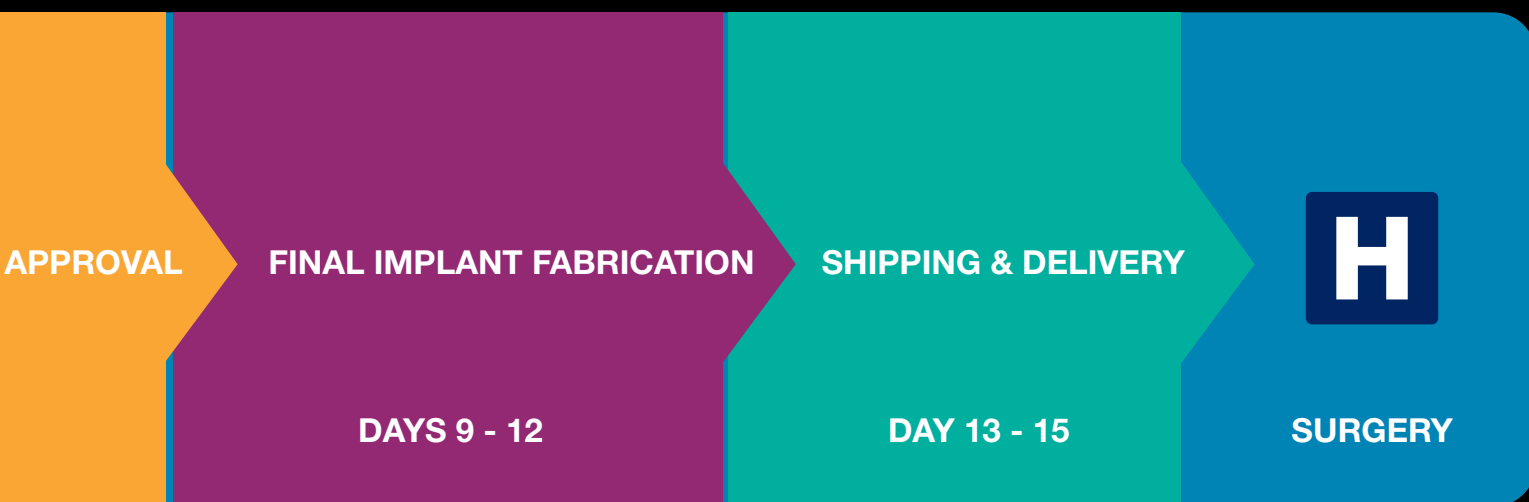 APPROVAL
FINAL IMPLANT FABRICATION
SHIPPING & DELIVERY
H
DAYS 9 - 12
DAY 13 - 15
SURGERY